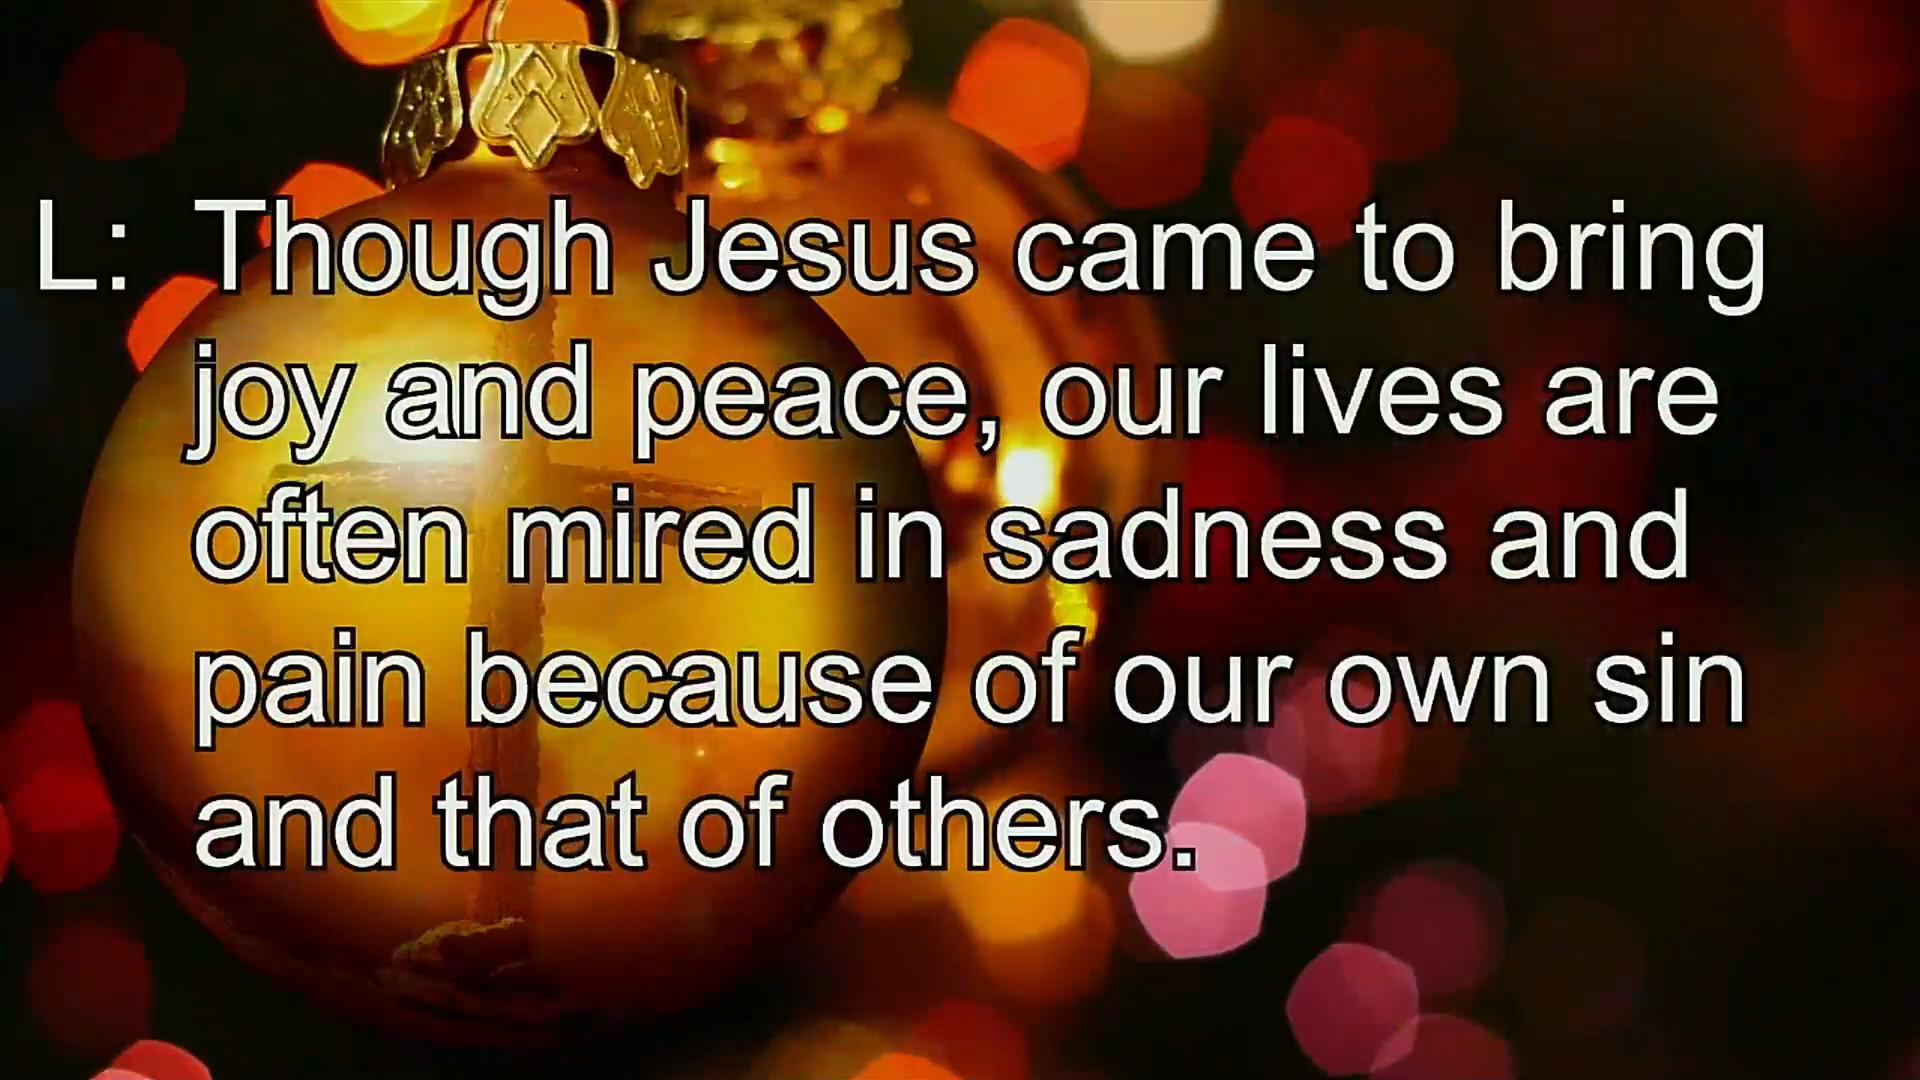 L: Though Jesus came to bring
joy and peace, our lives are
often mired in sadness and
pain because of our own sin
and that of others.